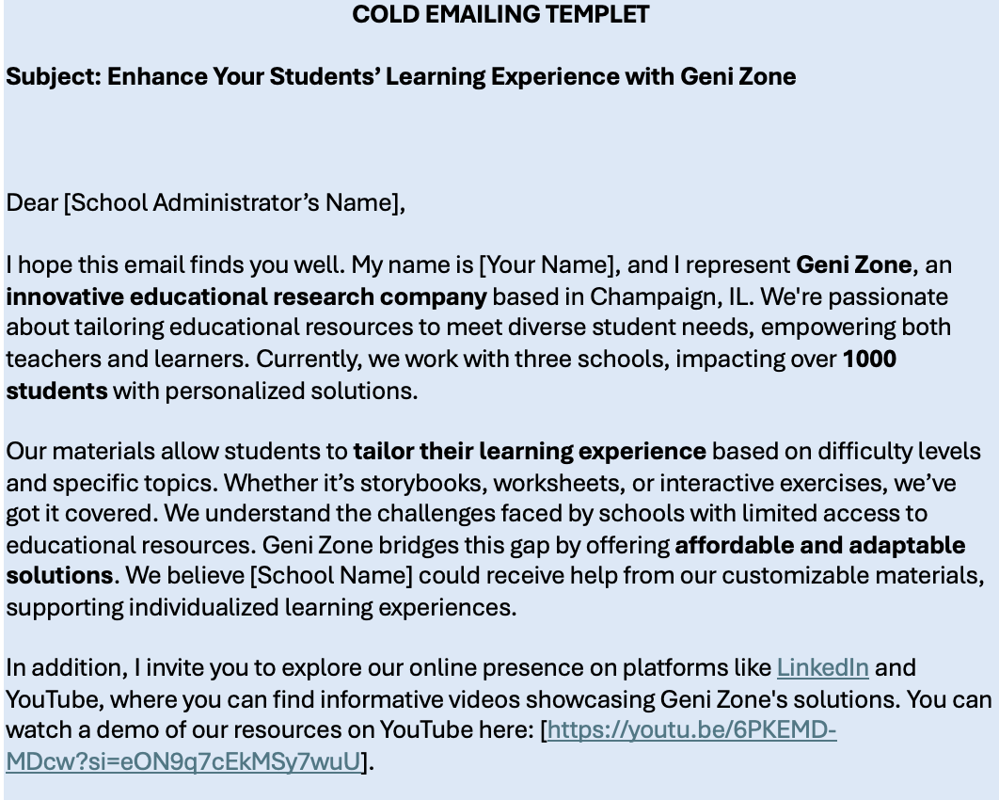 COLD EMAILING TEMPLET
Subject: Enhance Your Students’ Learning Experience with Geni Zone
Dear [School Administrator’s Name],
I hope this email finds you well. My name is [Your Name], and I represent Geni Zone, an
innovative educational research company based in Champaign, IL. We're passionate
about tailoring educational resources to meet diverse student needs, empowering both
teachers and learners. Currently, we work with three schools, impacting over 1000
students with personalized solutions.
Our materials allow students to tailor their learning experience based on difficulty levels
and specific topics. Whether it’s storybooks, worksheets, or interactive exercises, we’ve
got it covered. We understand the challenges faced by schools with limited access to
educational resources. Geni Zone bridges this gap by offering affordable and adaptable
solutions. We believe [School Name] could receive help from our customizable materials,
supporting individualized learning experiences.
In addition, I invite you to explore our online presence on platforms like LinkedIn and
YouTube, where you can find informative videos showcasing Geni Zone's solutions. You can
watch a demo of our resources on YouTube here: [https://youtu.be/6PKEMD-
MDcw?si=eON9q7cEkMSy7wuU].